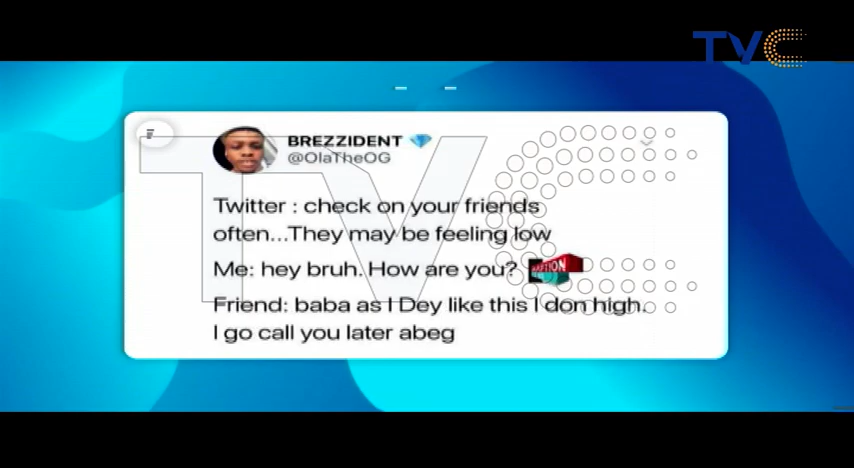 TVC
BREZZIDENT
@OlaTheOG
Twitter : check on your friends
often...They may be feeling low
Me: hey bruh. How are you?
Friend: baba as I Dey like this I don high.
I go call you later abeg